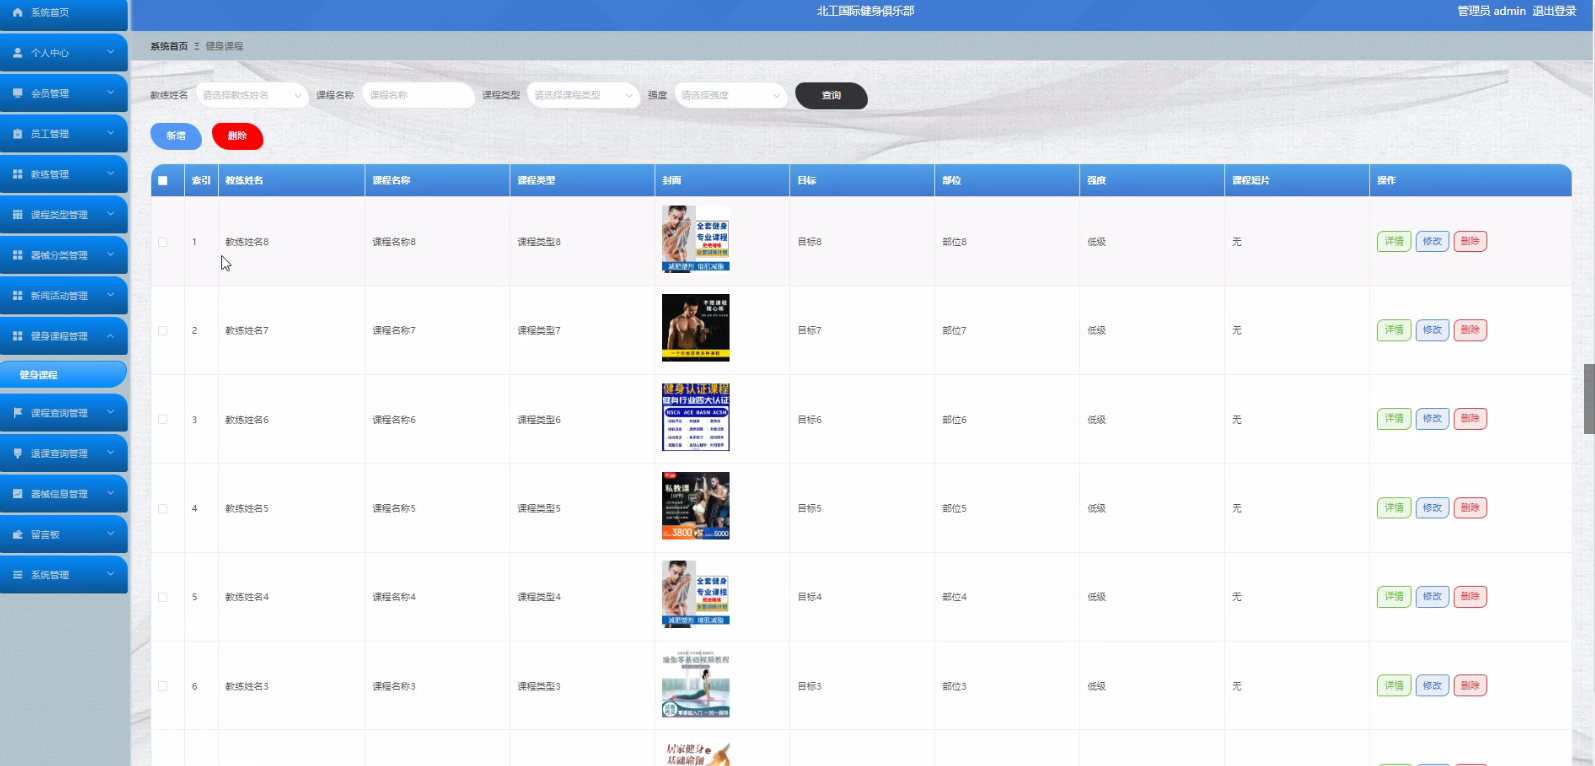 北工国际健身俱乐部
管理员 admin 退出登录
系统首页
个人中心
会员管理
员工管理
教练管理
课程类型管理
器械分类管理
新闻活动管理
健身课程管理
健身课程
课程查询管理
退课查询管理
器械信息管理
留言板
系统管理
系统首页 Ξ 健身课程
教练姓名 请选择教练姓名 课程名称 课程名称 课程类型 请选择课程类型 强度 请选择强度 查询
新增 删除
索引 教练姓名 课程名称 课程类型 封面 目标 部位 强度 课程短片 操作
1 教练姓名8 课程名称8 课程类型8 目标8 部位8 低级 无 详情 修改 删除
全套健身
专业课程
全套训练计划
减肥塑形 增肌减脂
2 教练姓名7 课程名称7 课程类型7 目标7 部位7 低级 无 详情 修改 删除
不限课程
随心练
3 教练姓名6 课程名称6 课程类型6 目标6 部位6 低级 无 详情 修改 删除
健身认证课程
健身行业四大认证
NSCA ACE NASM ACSM
4 教练姓名5 课程名称5 课程类型5 目标5 部位5 低级 无 详情 修改 删除
私教课
3800 5000
5 教练姓名4 课程名称4 课程类型4 目标4 部位4 低级 无 详情 修改 删除
全套健身
专业课程
全套训练计划
减肥塑形 增肌减脂
6 教练姓名3 课程名称3 课程类型3 目标3 部位3 低级 无 详情 修改 删除
瑜伽零基础视频教程
居家健身
基础瑜伽